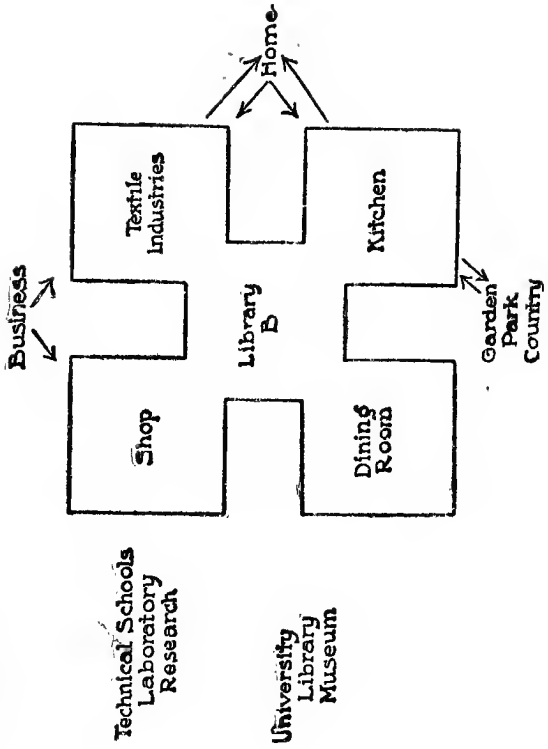 Business
Technical Schools
Laboratory
Research
Shop
Textile
Industries
University
Library
Museum
Library
B
Home
Dining
Room
Kitchen
Garden
Park
Country